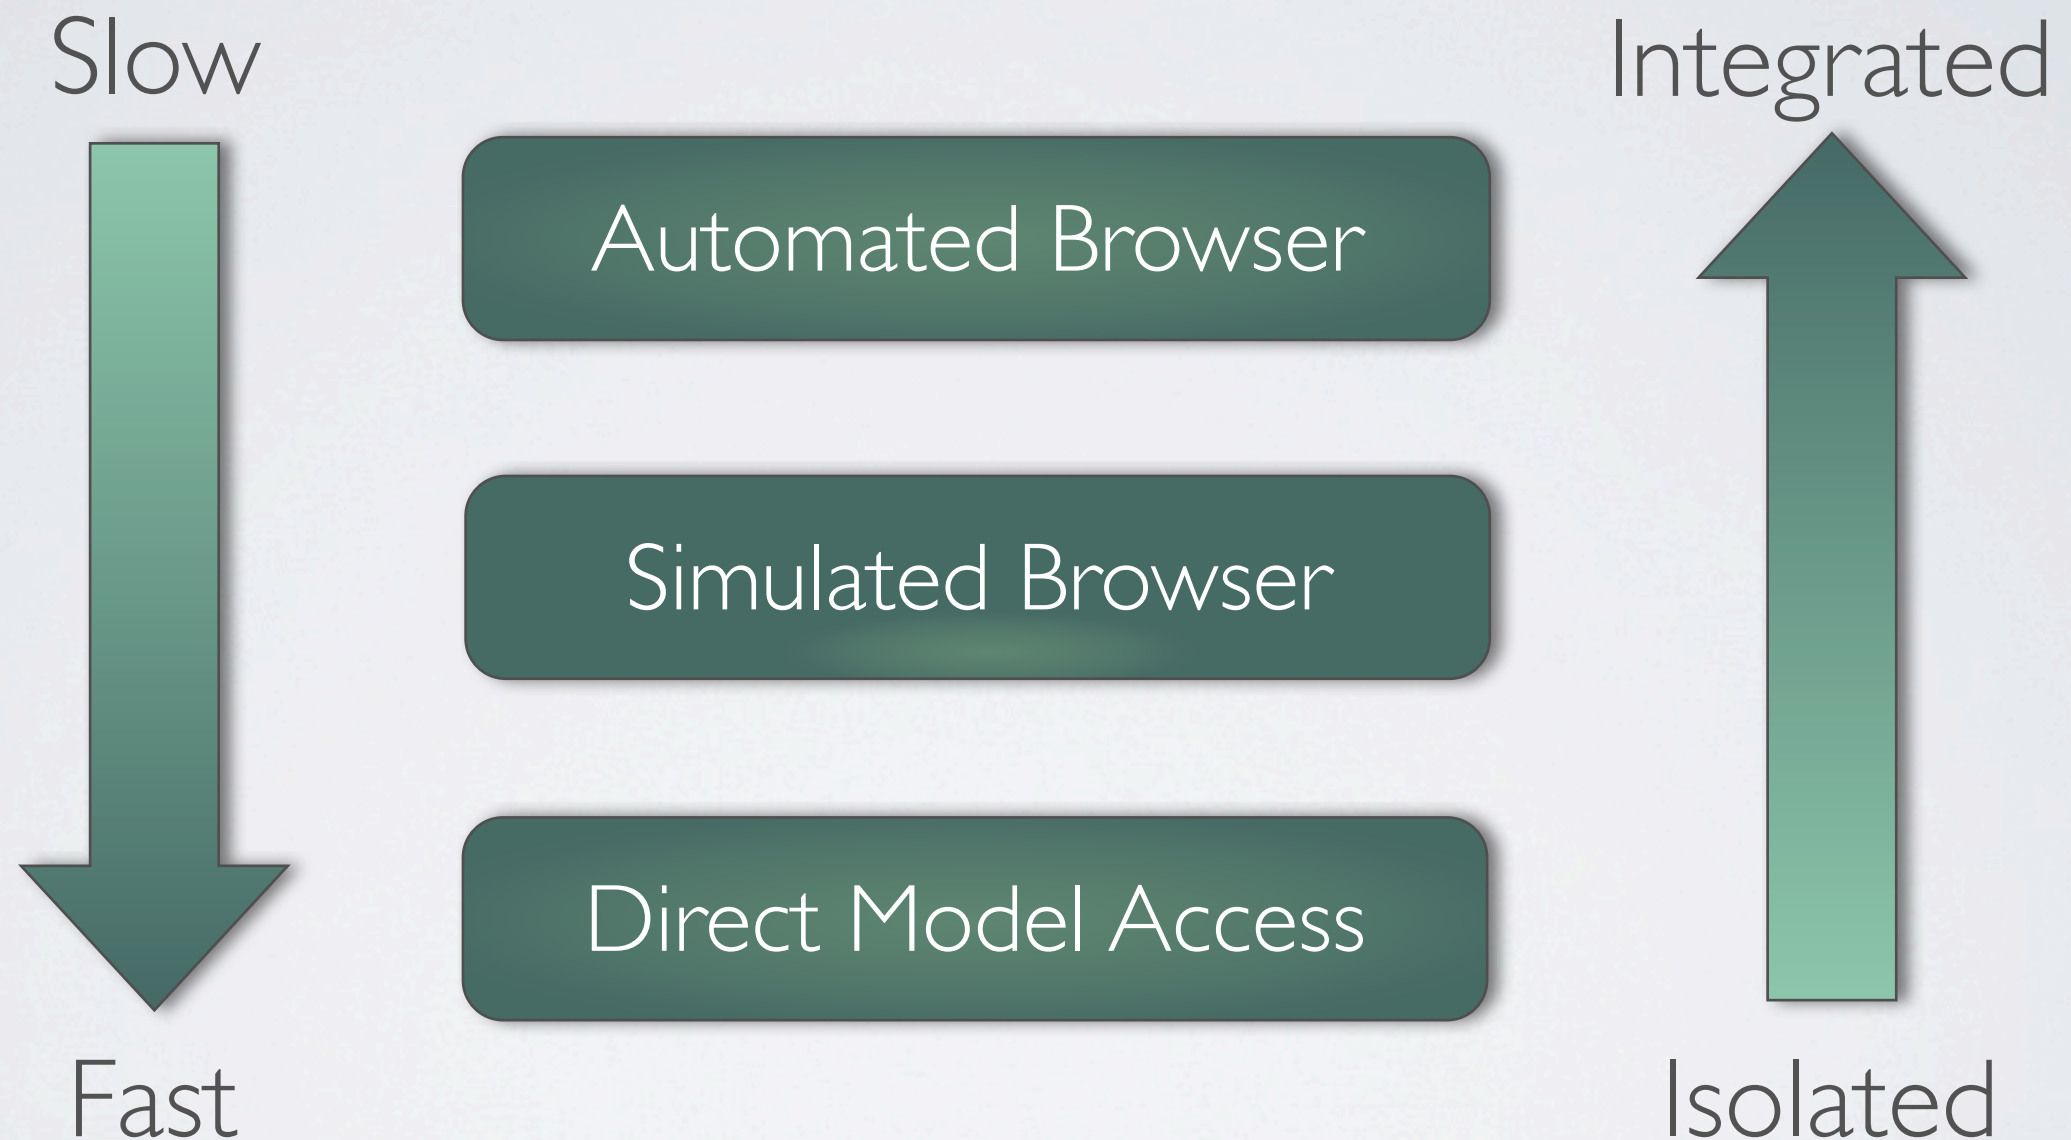 Slow
Integrated
Automated Browser
Simulated Browser
Direct Model Access
Fast
Isolated